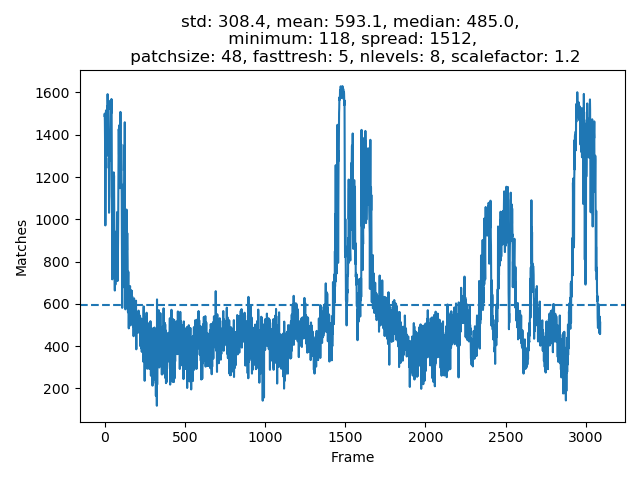 std: 308.4, mean: 593.1, median: 485.0,
minimum: 118, spread: 1512,
patchsize: 48, fasttresh: 5, nlevels: 8, scalefactor: 1.2
1600
1400
1200
1000
800
600
400
200
Matches
0 500 1000 1500 2000 2500 3000
Frame